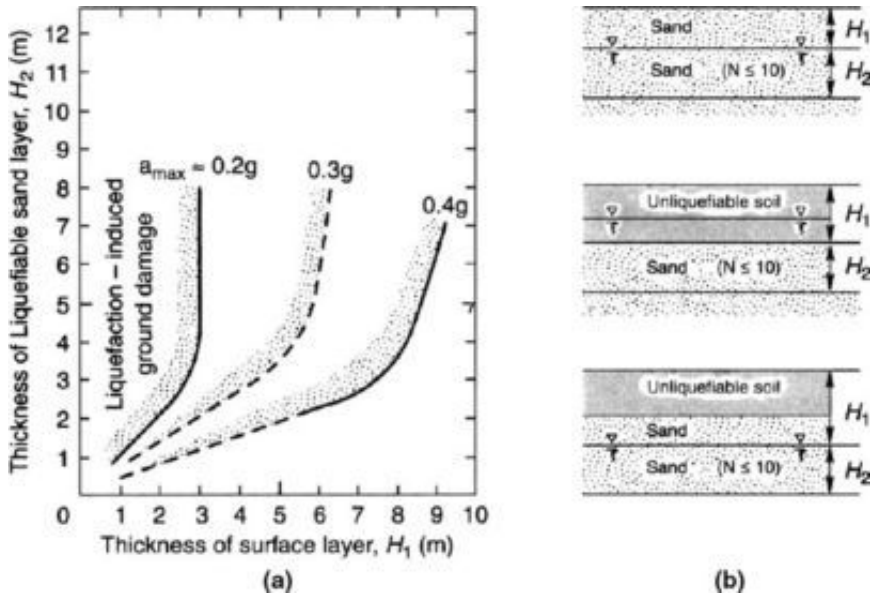 Thickness of Liquefiable sand layer, H2 (m)
12
11
10
9
8
7
6
5
4
3
2
1
0
1 2 3 4 5 6 7 8 9 10
Thickness of surface layer, H1 (m)
(a)
Liquefaction – induced
ground damage
amax = 0.2g
0.3g
0.4g
Sand
H1
Sand (N ≤ 10)
H2
Unliquefiable soil
H1
Sand (N ≤ 10)
H2
Unliquefiable soil
H1
Sand
Sand (N ≤ 10)
H2
(b)